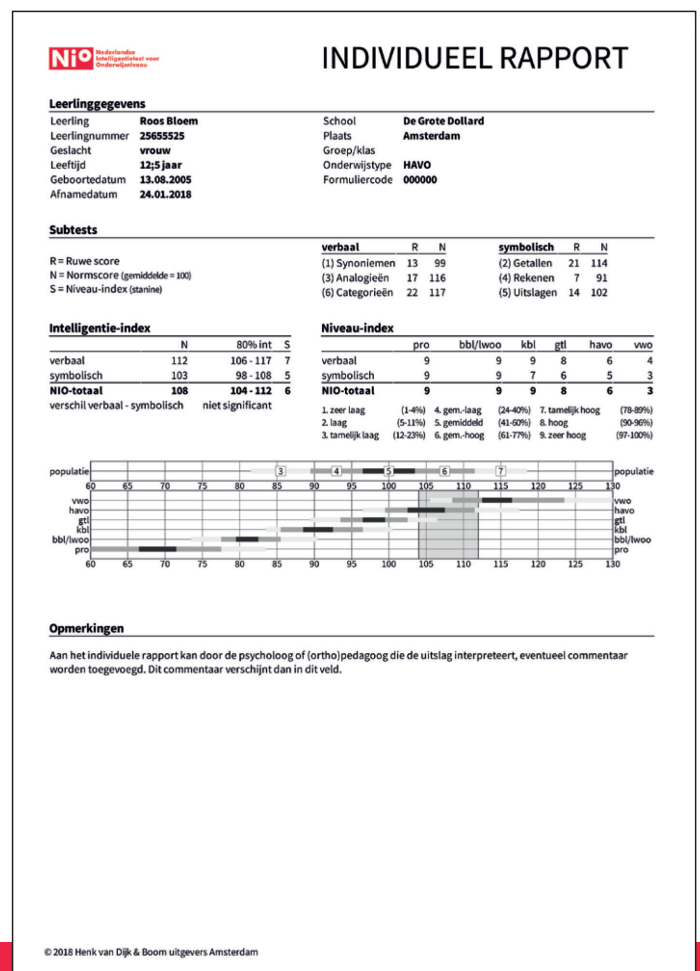 NiO Nederlandse
Intelligentietest voor
Onderwijsniveau
INDIVIDUEEL RAPPORT
Leerlinggegevens
Leerling Roos Bloem School De Grote Dollard
Leerlingnummer 25655525 Plaats Amsterdam
Geslacht vrouw Groep/klas
Leeftijd 12;5 jaar Onderwijstype HAVO
Geboortedatum 13.08.2005 Formuliercode 000000
Afnamedatum 24.01.2018
Subtests
verbaal R N symbolisch R N
R = Ruwe score (1) Synoniemen 13 99 (2) Getallen 21 114
N = Normscore (gemiddelde = 100) (3) Analogieën 17 116 (4) Rekenen 7 91
S = Niveau-index (stanine) (6) Categorieën 22 117 (5) Uitslagen 14 102
Intelligentie-index Niveau-index
N 80% int S pro bbl/lwoo kbl gtl havo vwo
verbaal 112 106 - 117 7 verbaal 9 9 9 8 6 4
symbolisch 103 98 - 108 5 symbolisch 9 9 7 6 5 3
NIO-totaal 108 104 - 112 6 NIO-totaal 9 9 9 8 6 3
verschil verbaal - symbolisch niet significant 1. zeer laag (1-4%) 4. gem.-laag (24-40%) 7. tamelijk hoog (78-89%)
2. laag (5-11%) 5. gemiddeld (41-60%) 8. hoog (90-96%)
3. tamelijk laag (12-23%) 6. gem.-hoog (61-77%) 9. zeer hoog (97-100%)
populatie 3 4 5 6 7 populatie
60 65 70 75 80 85 90 95 100 105 110 115 120 125 130
vwo vwo
havo havo
gtl gtl
kbl kbl
bbl/lwoo bbl/lwoo
pro pro
60 65 70 75 80 85 90 95 100 105 110 115 120 125 130
Opmerkingen
Aan het individuele rapport kan door de psycholoog of (ortho)pedagoog die de uitslag interpreteert, eventueel commentaar
worden toegevoegd. Dit commentaar verschijnt dan in dit veld.
© 2018 Henk van Dijk & Boom uitgevers Amsterdam